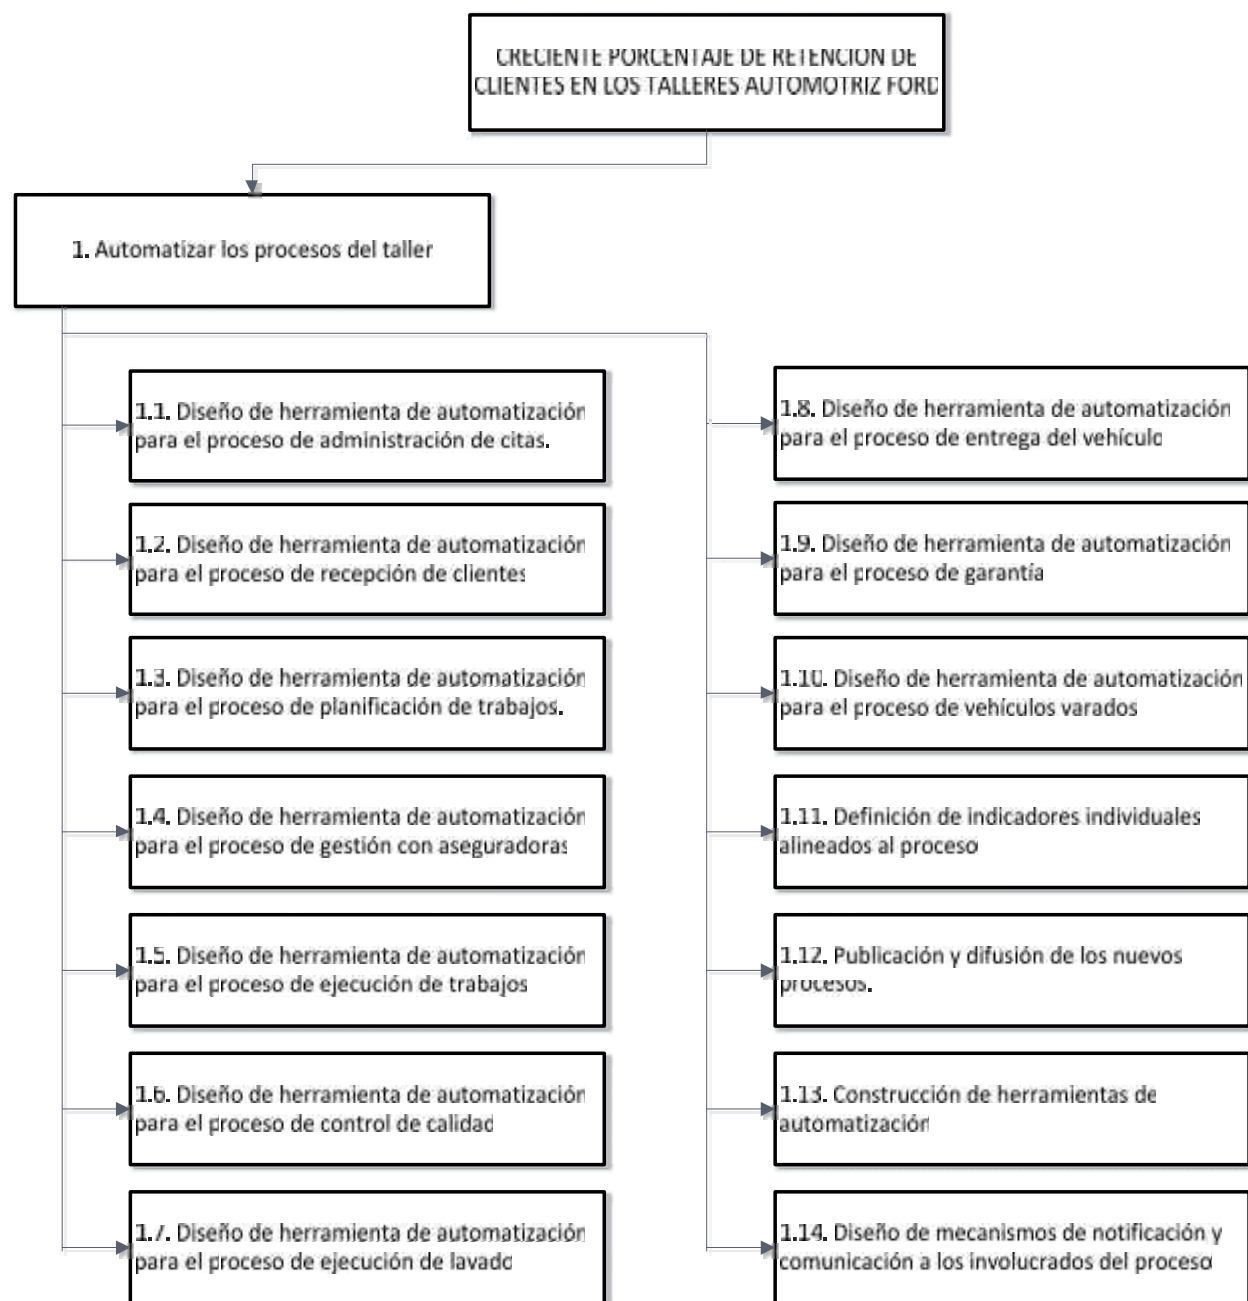 CRECIENTE PORCENTAJE DE RETENCION DE
CLIENTES EN LOS TALLERES AUTOMOTRIZ FORD
1. Automatizar los procesos del taller
1.1. Diseño de herramienta de automatización
para el proceso de administración de citas.
1.2. Diseño de herramienta de automatización
para el proceso de recepción de clientes
1.3. Diseño de herramienta de automatización
para el proceso de planificación de trabajos.
1.4. Diseño de herramienta de automatización
para el proceso de gestión con aseguradoras
1.5. Diseño de herramienta de automatización
para el proceso de ejecución de trabajos
1.6. Diseño de herramienta de automatización
para el proceso de control de calidad
1.7. Diseño de herramienta de automatización
para el proceso de ejecución de lavado
1.8. Diseño de herramienta de automatización
para el proceso de entrega del vehículo
1.9. Diseño de herramienta de automatización
para el proceso de garantía
1.10. Diseño de herramienta de automatización
para el proceso de vehículos varados
1.11. Definición de indicadores individuales
alineados al proceso
1.12. Publicación y difusión de los nuevos
procesos.
1.13. Construcción de herramientas de
automatización
1.14. Diseño de mecanismos de notificación y
comunicación a los involucrados del proceso